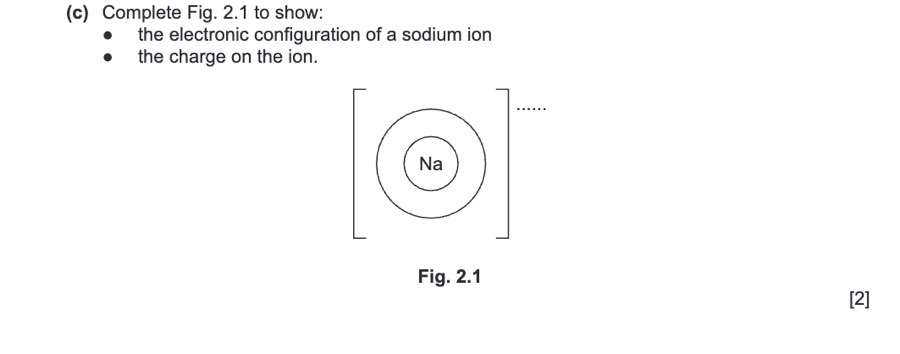 (c) Complete Fig. 2.1 to show:
• the electronic configuration of a sodium ion
• the charge on the ion.
......
Na
Fig. 2.1
[2]